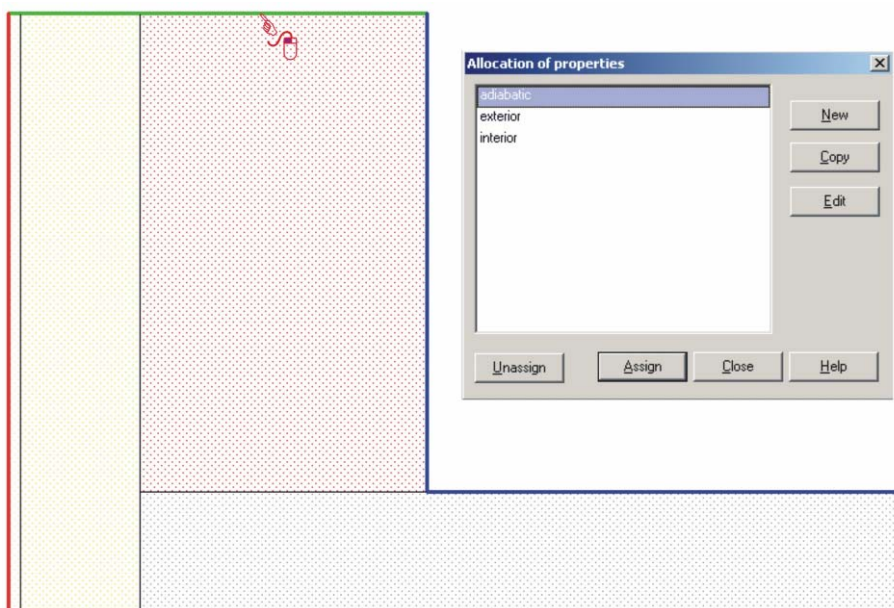 Allocation of properties
adiabatic
exterior
interior
New
Copy
Edit
Unassign Assign Close Help